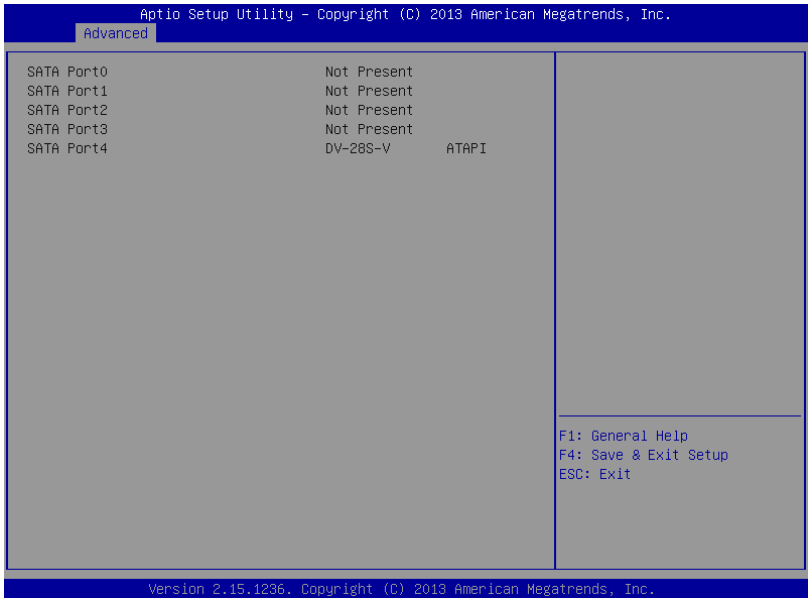 Aptio Setup Utility – Copyright (C) 2013 American Megatrends, Inc.
Advanced
SATA Port0 Not Present
SATA Port1 Not Present
SATA Port2 Not Present
SATA Port3 Not Present
SATA Port4 DV-28S-V ATAPI
F1: General Help
F4: Save & Exit Setup
ESC: Exit
Version 2.15.1236. Copyright (C) 2013 American Megatrends, Inc.